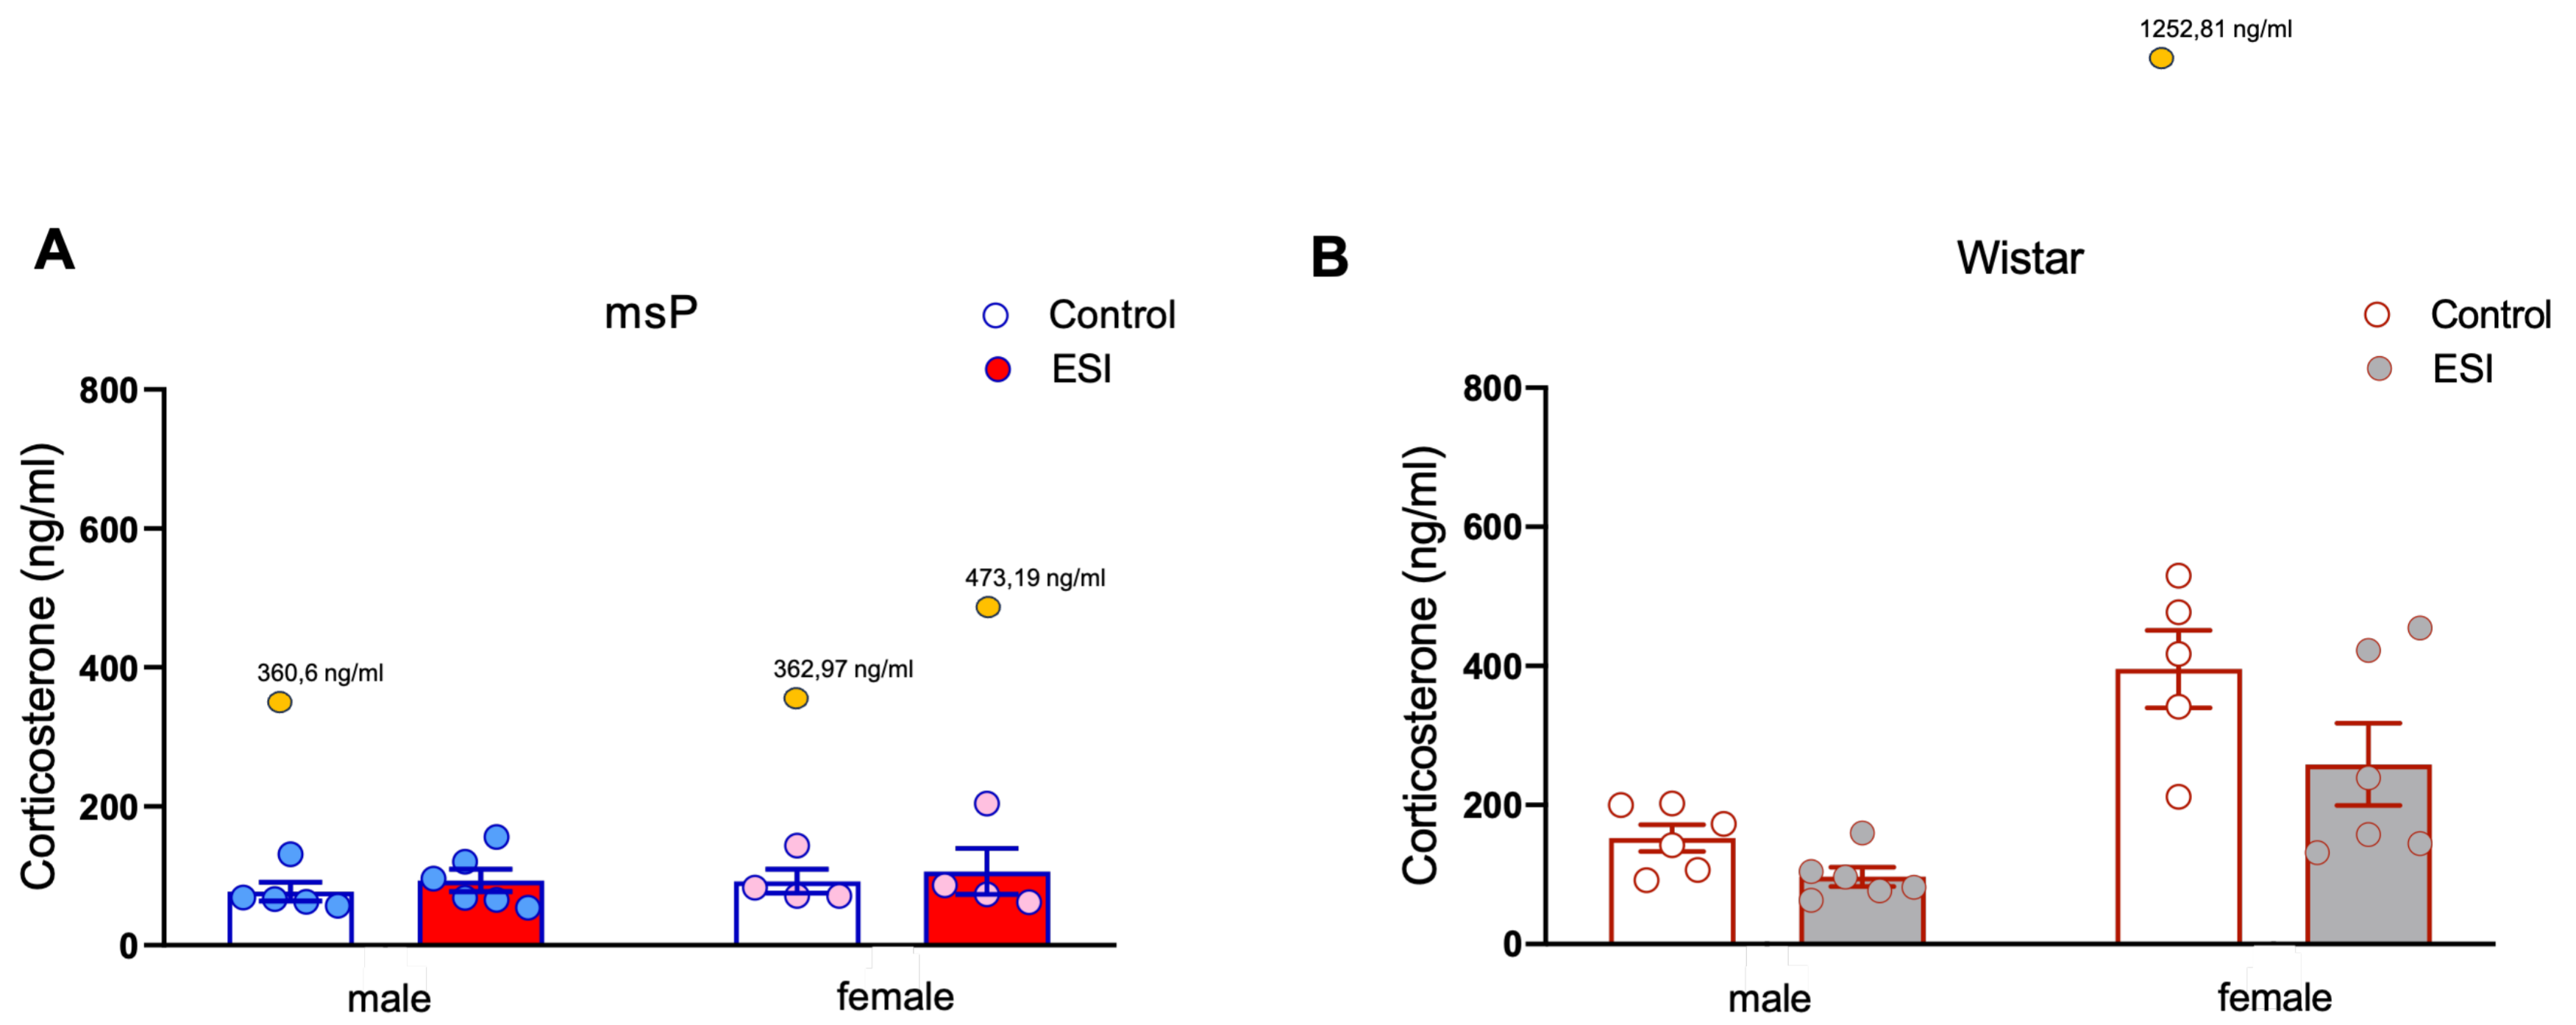 1252,81 ng/ml
A
msP
Control
ESI
Corticosterone (ng/ml)
800
600
400
200
0
360,6 ng/ml
362,97 ng/ml
473,19 ng/ml
male
female
B
Wistar
Control
ESI
Corticosterone (ng/ml)
800
600
400
200
0
male
female